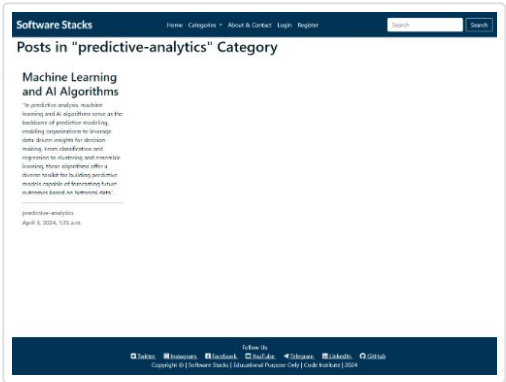 Software Stacks
Home Categories About & Contact Login Register
Search
Search
Posts in "predictive-analytics" Category
Machine Learning
and AI Algorithms
"In predictive analysis, machine
learning and AI algorithms serve as the
backbone of predictive modeling,
enabling organizations to leverage
data-driven insights for decision
making. From classification and
regression to clustering and ensemble
learning, these algorithms offer a
diverse toolkit for building predictive
models capable of forecasting future
outcomes based on historical data".
predictive-analytics
April 3, 2024, 1:35 a.m.
Follow Us
Twitter Instagram Facebook YouTube Telegram LinkedIn GitHub
Copyright © | Software Stacks | Educational Purpose Only | Code Institute | 2024